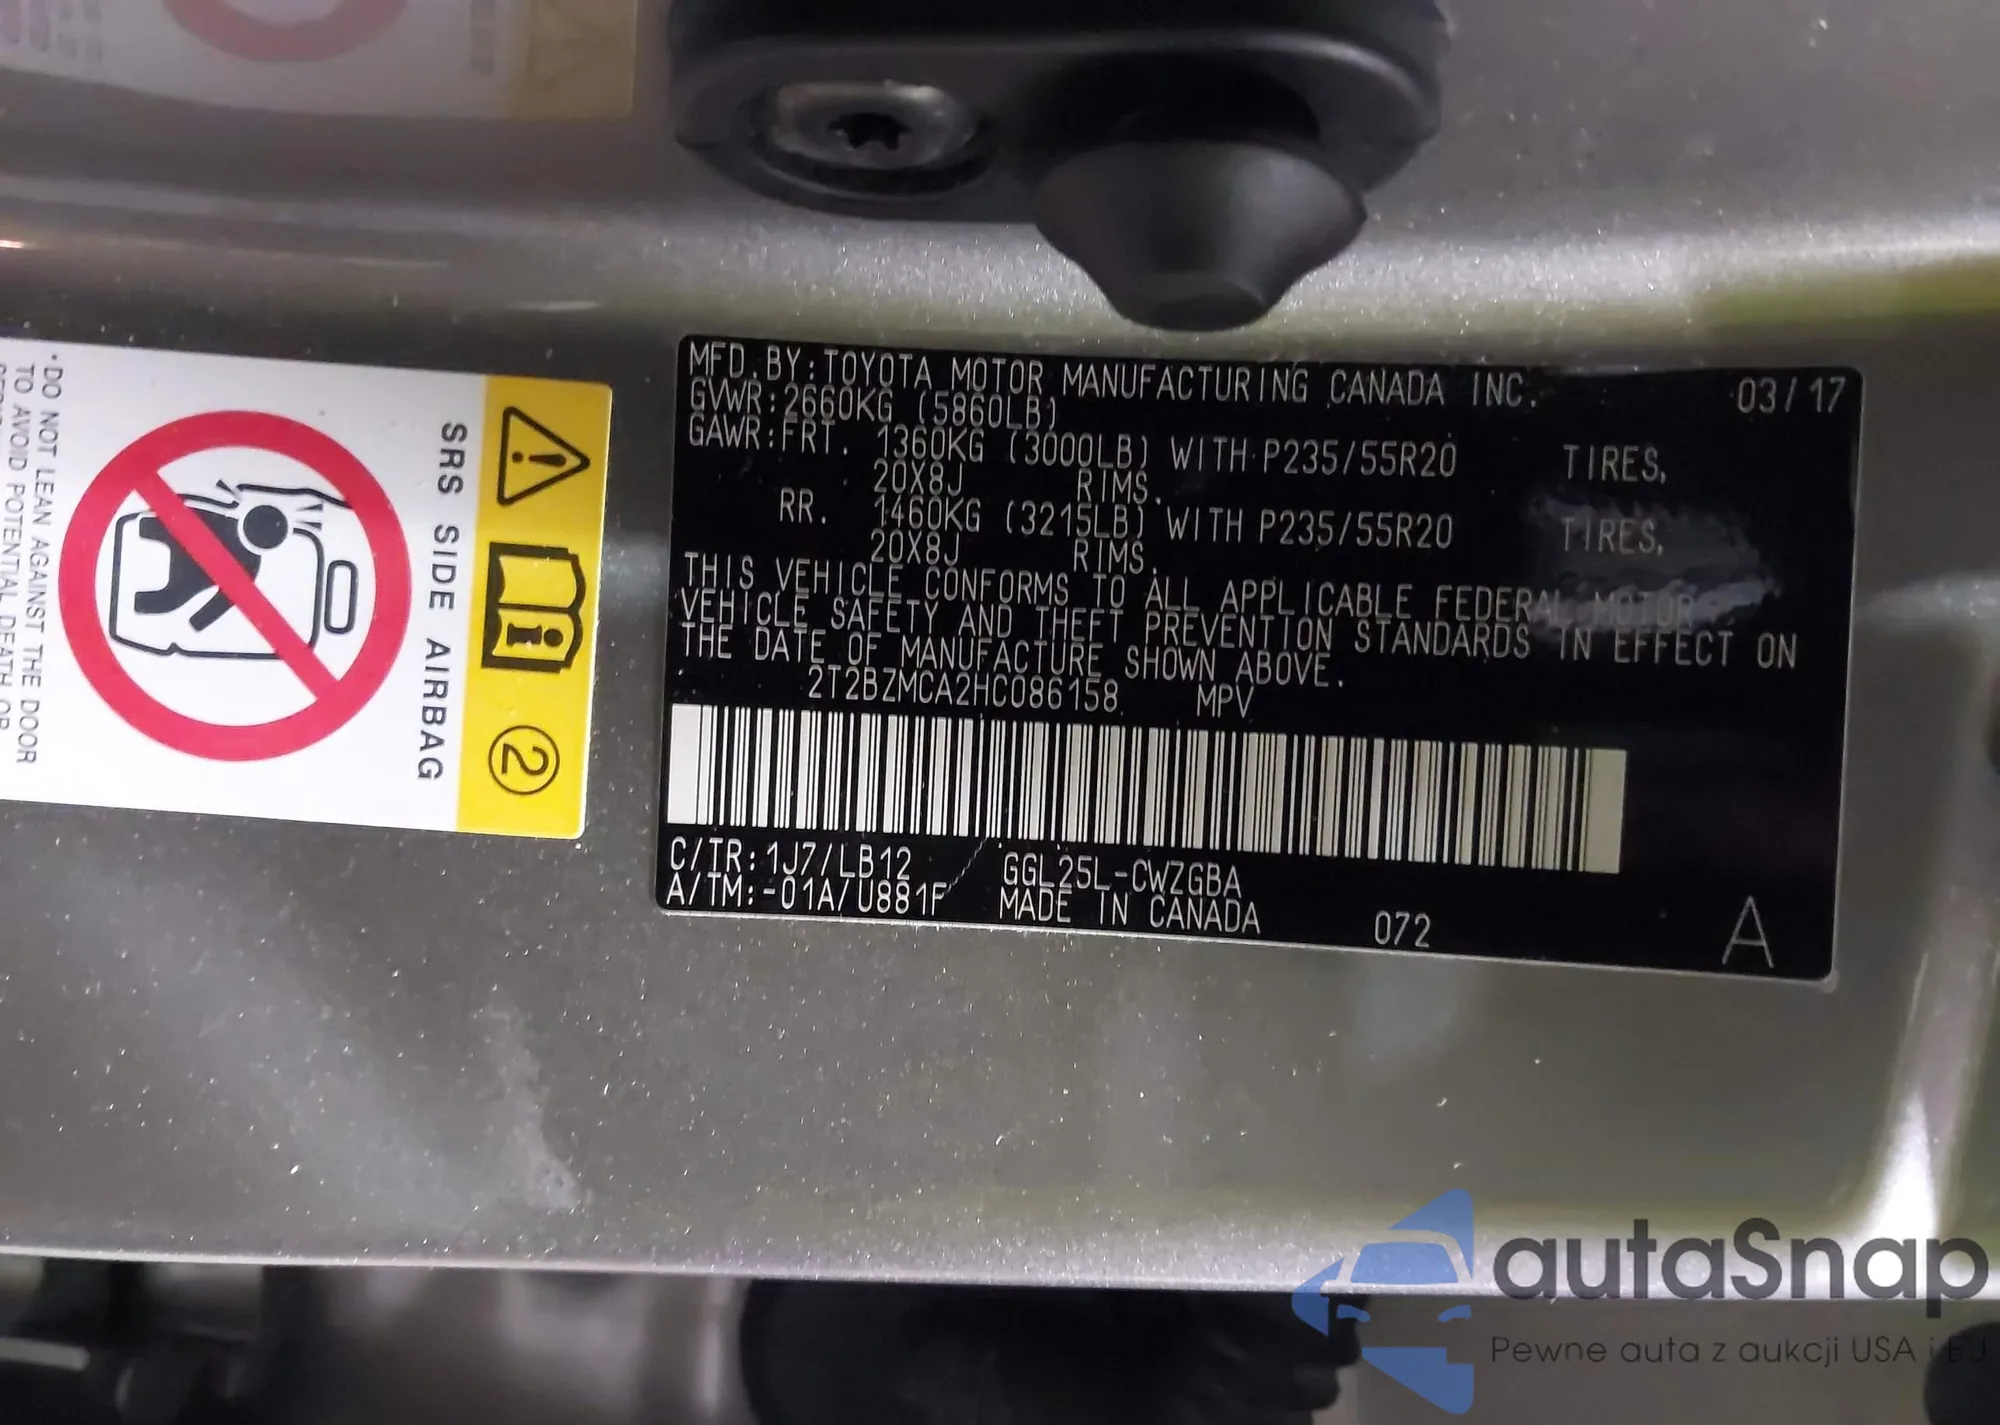 MFD.BY:TOYOTA MOTOR MANUFACTURING CANADA INC. 03/17
GVWR:2660KG (5860LB)
GAWR:FRT. 1360KG (3000LB) WITH P235/55R20 TIRES,
20X8J RIMS.
RR. 1460KG (3215LB) WITH P235/55R20 TIRES,
20X8J RIMS.
THIS VEHICLE CONFORMS TO ALL APPLICABLE FEDERAL MOTOR
VEHICLE SAFETY AND THEFT PREVENTION STANDARDS IN EFFECT ON
THE DATE OF MANUFACTURE SHOWN ABOVE.
2T2BZMCA2HC086158 MPV
C/TR:1J7/LB12 GGL25L-CWZGBA
A/TM:-01A/U881F MADE IN CANADA 072 A
2
SRS SIDE AIRBAG
·DO NOT LEAN AGAINST THE DOOR
TO AVOID POTENTIAL DEATH OR
autaSnap
Pewne auta z aukcji USA i EU